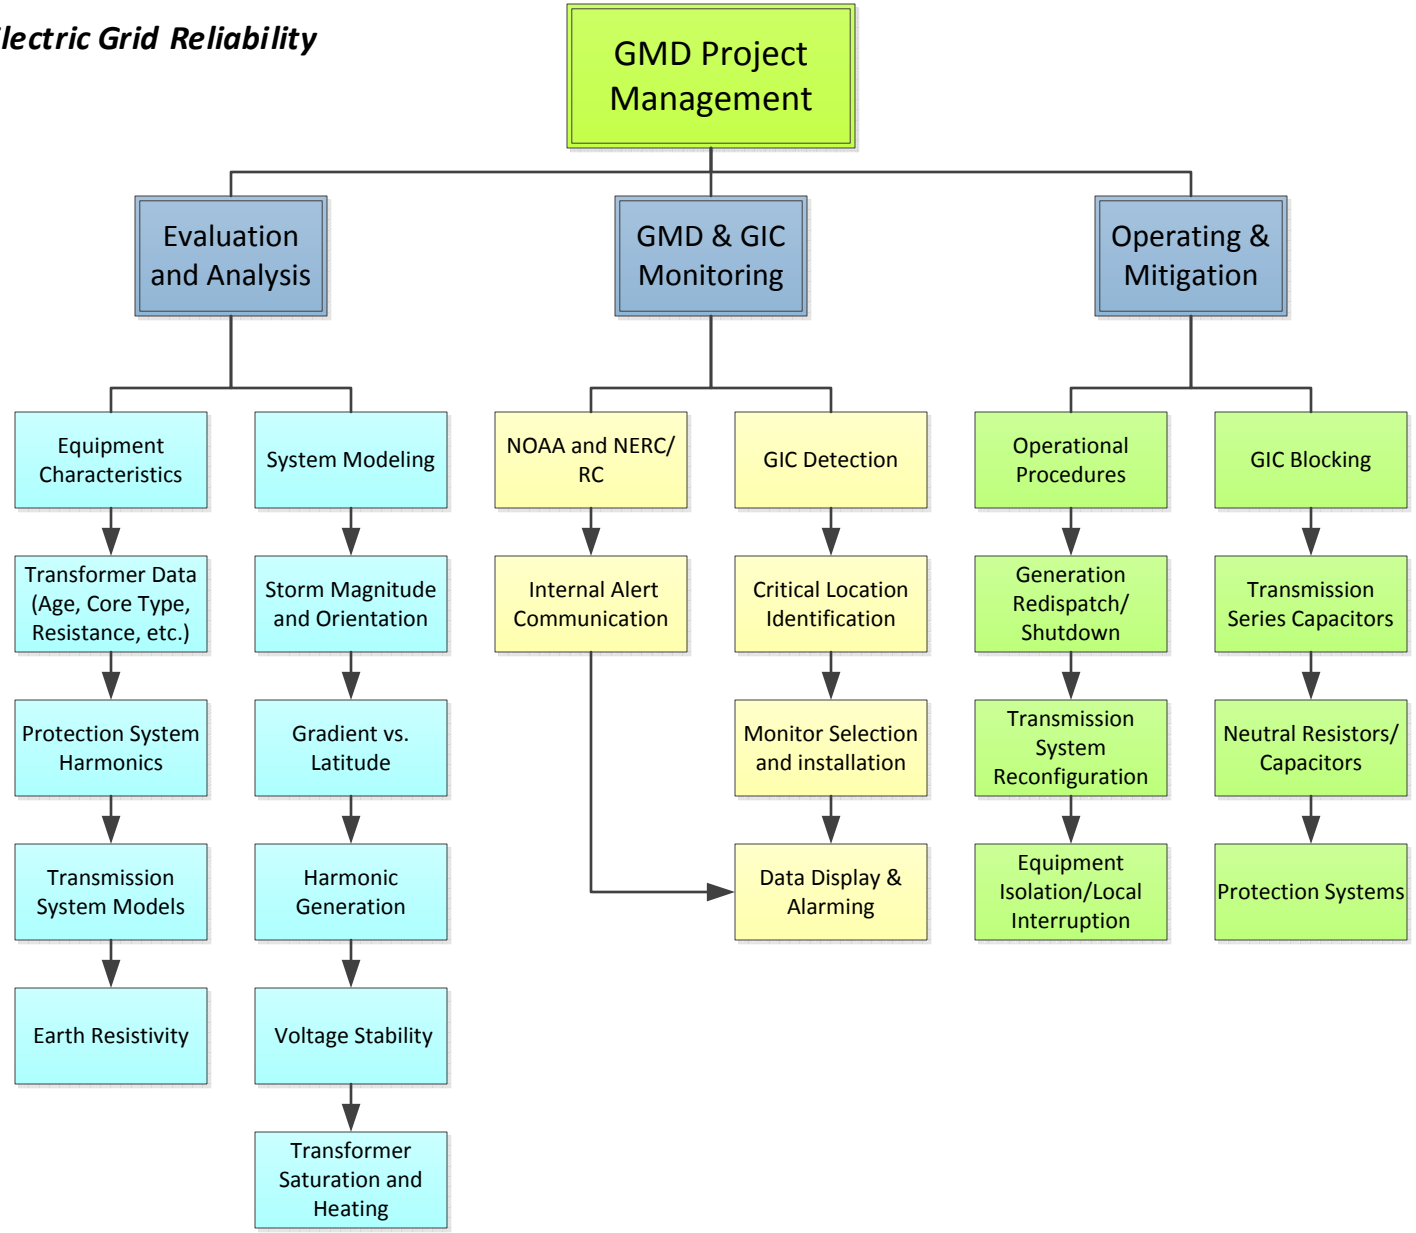 lectric Grid Reliability
GMD Project
Management
Evaluation
and Analysis
GMD & GIC
Monitoring
Operating &
Mitigation
Equipment
Characteristics
System Modeling
NOAA and NERC/
RC
GIC Detection
Operational
Procedures
GIC Blocking
Transformer Data
(Age, Core Type,
Resistance, etc.)
Storm Magnitude
and Orientation
Internal Alert
Communication
Critical Location
Identification
Generation
Redispatch/
Shutdown
Transmission
Series Capacitors
Protection System
Harmonics
Gradient vs.
Latitude
Monitor Selection
and installation
Transmission
System
Reconfiguration
Neutral Resistors/
Capacitors
Transmission
System Models
Harmonic
Generation
Data Display &
Alarming
Equipment
Isolation/Local
Interruption
Protection Systems
Earth Resistivity
Voltage Stability
Transformer
Saturation and
Heating